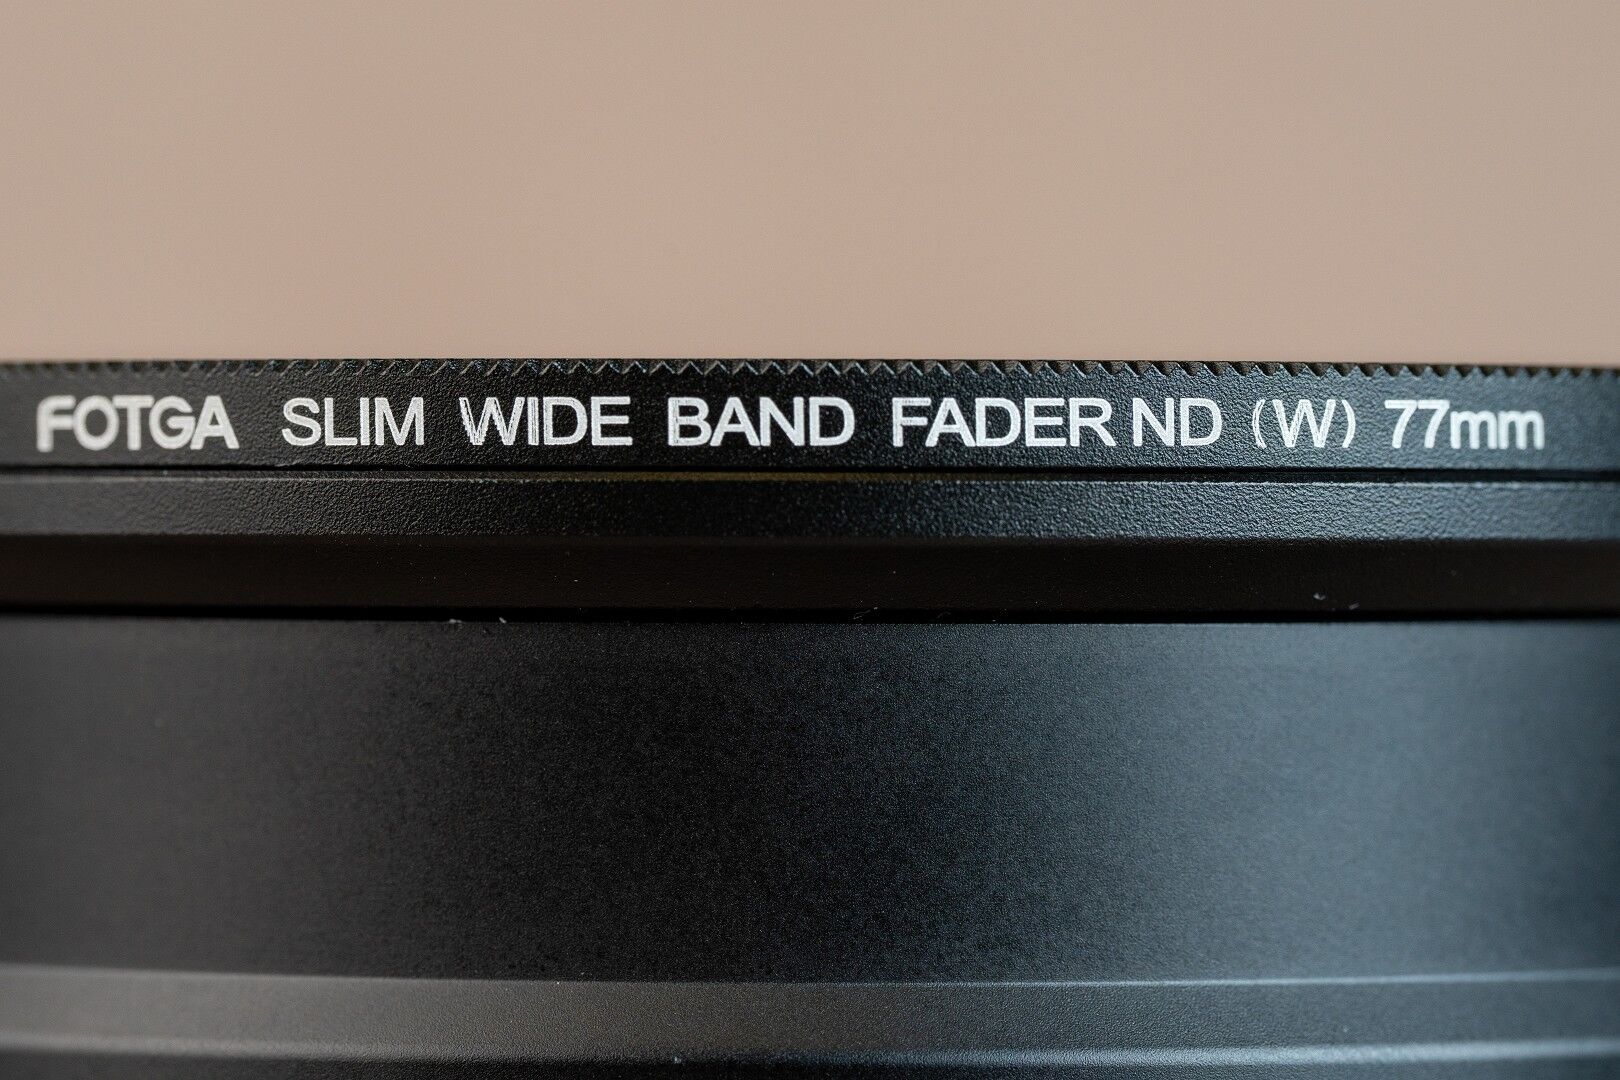 FOTGA SLIM WIDE BAND FADER ND (W) 77mm